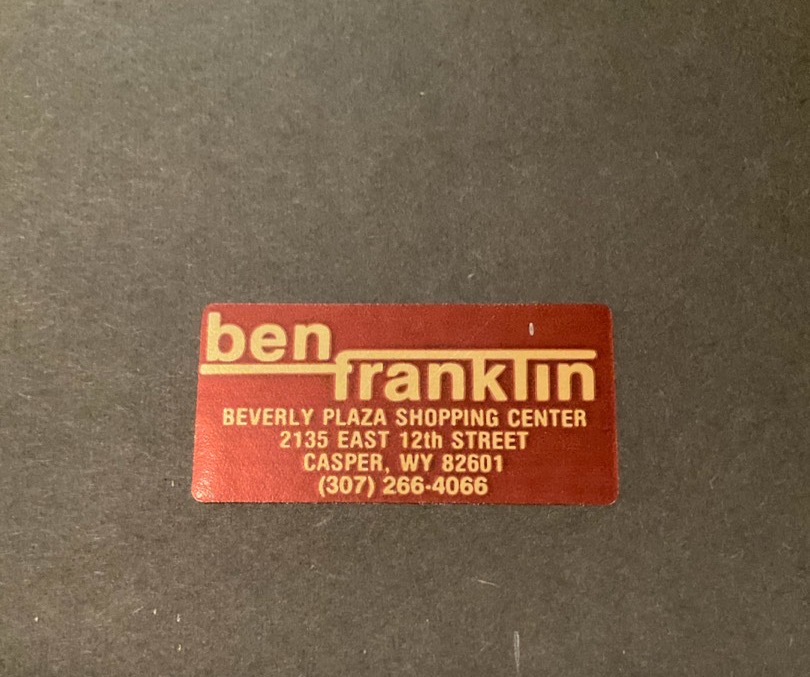 ben
franklin
BEVERLY PLAZA SHOPPING CENTER
2135 EAST 12th STREET
CASPER, WY 82601
(307) 266-4066